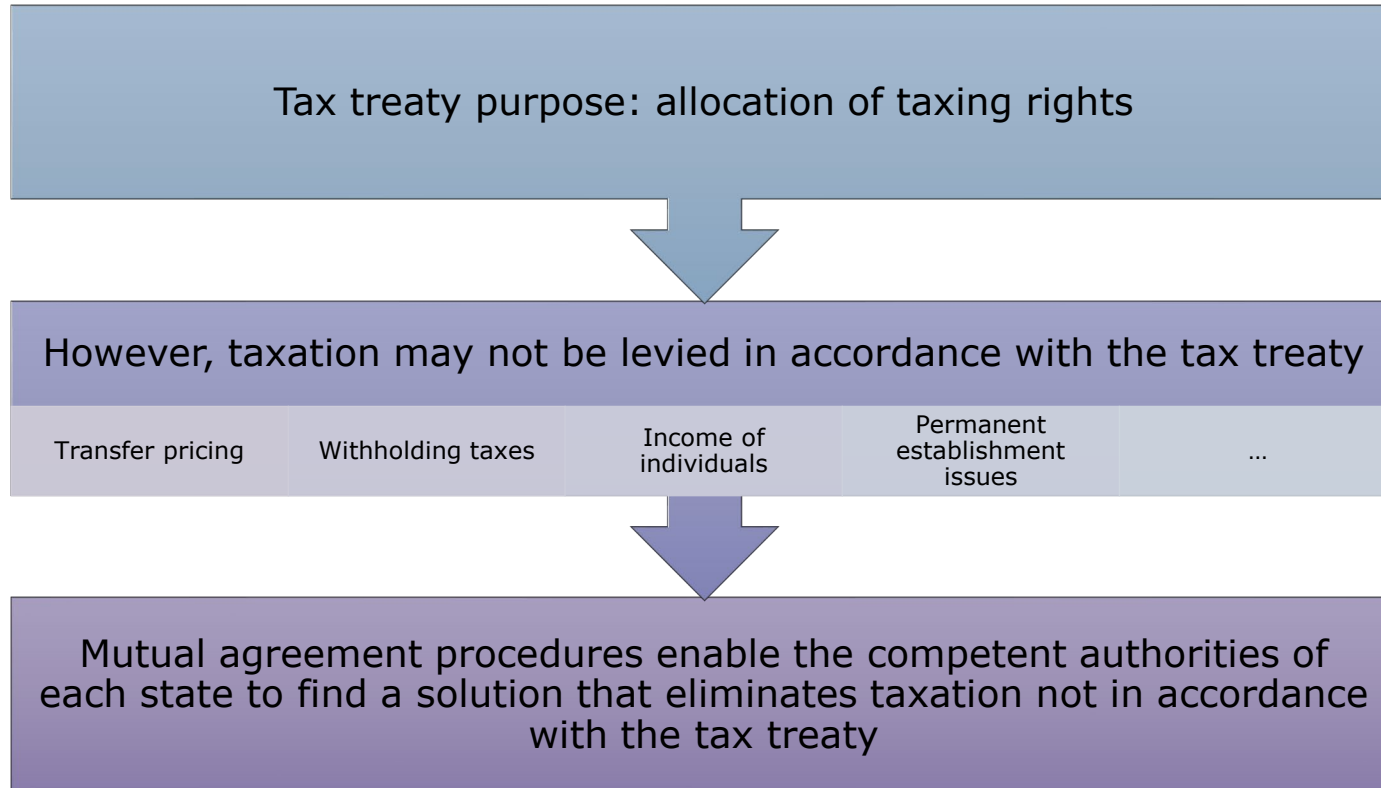 Tax treaty purpose: allocation of taxing rights
However, taxation may not be levied in accordance with the tax treaty
Transfer pricing
Withholding taxes
Income of
individuals
Permanent
establishment
issues
...
Mutual agreement procedures enable the competent authorities of
each state to find a solution that eliminates taxation not in accordance
with the tax treaty